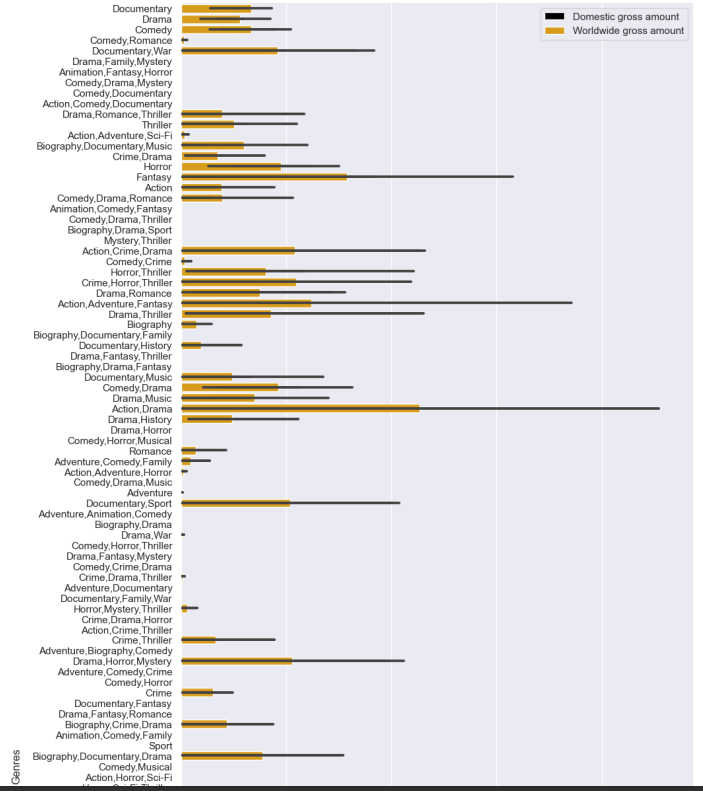 Documentary
Drama
Comedy
Comedy,Romance
Documentary,War
Drama,Family,Mystery
Animation,Fantasy,Horror
Comedy,Drama,Mystery
Comedy,Documentary
Action,Comedy,Documentary
Drama,Romance,Thriller
Thriller
Action,Adventure,Sci-Fi
Biography,Documentary,Music
Crime,Drama
Horror
Fantasy
Action
Comedy,Drama,Romance
Animation,Comedy,Fantasy
Comedy,Drama,Thriller
Biography,Drama,Sport
Mystery,Thriller
Action,Crime,Drama
Comedy,Crime
Horror,Thriller
Crime,Horror,Thriller
Drama,Romance
Action,Adventure,Fantasy
Drama,Thriller
Biography
Biography,Documentary,Family
Documentary,History
Drama,Fantasy,Thriller
Biography,Drama,Fantasy
Documentary,Music
Comedy,Drama
Drama,Music
Action,Drama
Drama,History
Drama,Horror
Comedy,Horror,Musical
Romance
Adventure,Comedy,Family
Action,Adventure,Horror
Comedy,Drama,Music
Adventure
Documentary,Sport
Adventure,Animation,Comedy
Biography,Drama
Drama,War
Comedy,Horror,Thriller
Drama,Fantasy,Mystery
Comedy,Crime,Drama
Crime,Drama,Thriller
Adventure,Documentary
Documentary,Family,War
Horror,Mystery,Thriller
Crime,Drama,Horror
Action,Crime,Thriller
Crime,Thriller
Adventure,Biography,Comedy
Drama,Horror,Mystery
Adventure,Comedy,Crime
Comedy,Horror
Crime
Documentary,Fantasy
Drama,Fantasy,Romance
Biography,Crime,Drama
Animation,Comedy,Family
Sport
Biography,Documentary,Drama
Comedy,Musical
Action,Horror,Sci-Fi
Genres
Domestic gross amount
Worldwide gross amount